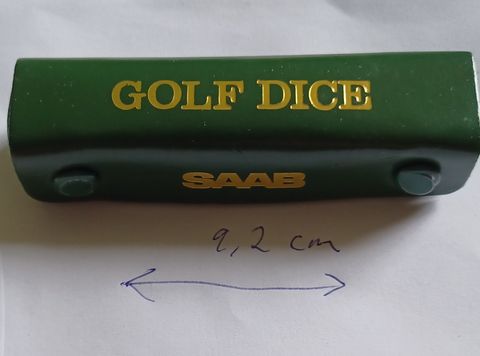 GOLF DICE
SAAB
9,2 cm